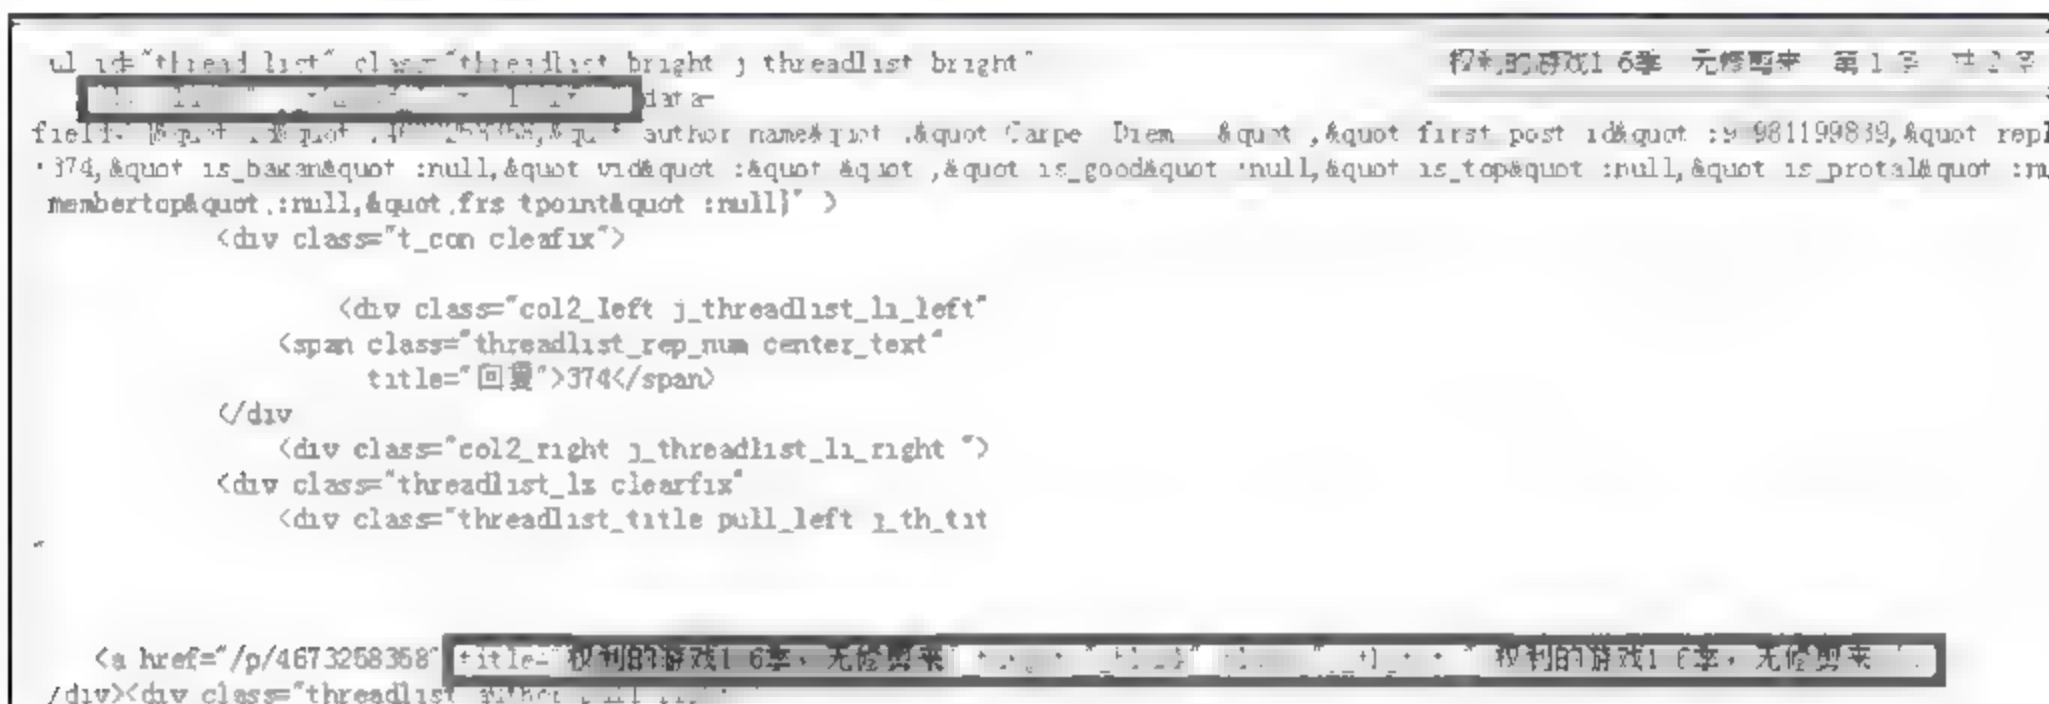 ul id="thread_list" class="threadlist_bright j_threadlist_bright"
权利的游戏1-6季 无修剪来 第1季 共2季
data-
author_name&quot;:&quot;Carpe Diem &quot;,&quot;first_post_id&quot;:9 981199839,&quot;repl
374,&quot;is_bakan&quot;:null,&quot;vid&quot;:&quot;&quot;,&quot;is_good&quot;:null,&quot;is_top&quot;:null,&quot;is_protal&quot;:nu
membertop&quot;:null,&quot;frs_tpoint&quot;:null}" >
<div class="t_con cleafix">
<div class="col2_left j_threadlist_li_left"
<span class="threadlist_rep_num center_text"
title="回复">374</span>
</div
<div class="col2_right j_threadlist_li_right ">
<div class="threadlist_lz clearfix"
<div class="threadlist_title pull_left j_th_tit
"
<a href="/p/4673258358" title="权利的游戏1-6季,无修剪来" 权利的游戏1-6季,无修剪来
/div><div class="threadlist